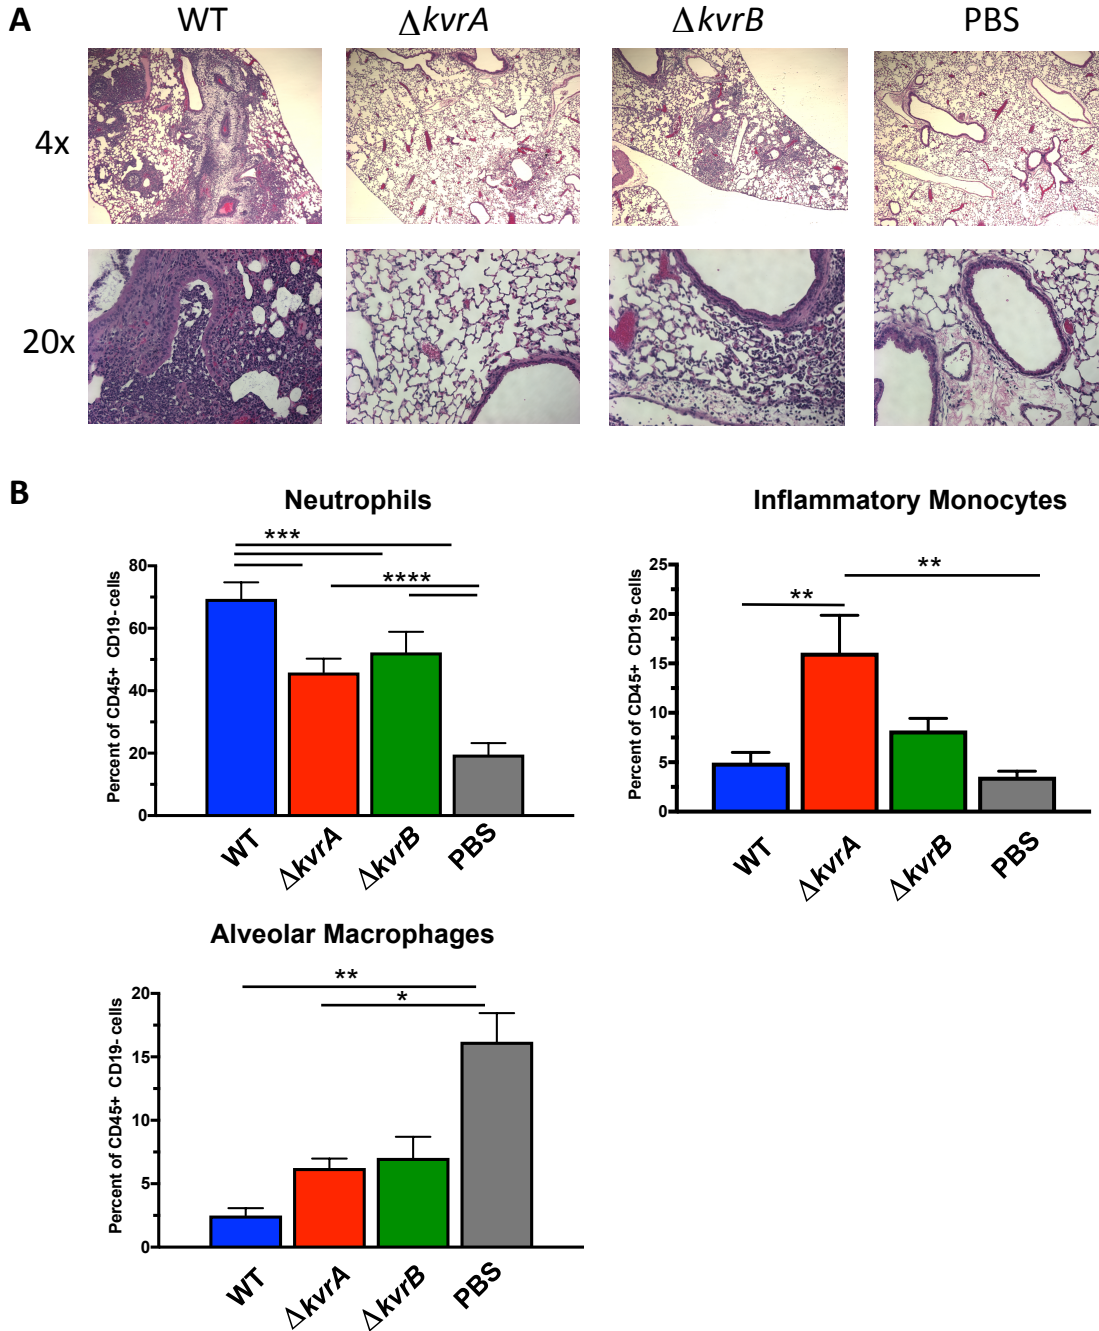 A
WT
ΔkvrA
ΔkvrB
PBS
4x
20x
B
Neutrophils
***
****
Percent of CD45+ CD19- cells
80
60
40
20
0
WT
ΔkvrA
ΔkvrB
PBS
Inflammatory Monocytes
**
**
Percent of CD45+ CD19- cells
25
20
15
10
5
0
WT
ΔkvrA
ΔkvrB
PBS
Alveolar Macrophages
**
*
Percent of CD45+ CD19- cells
20
15
10
5
0
WT
ΔkvrA
ΔkvrB
PBS